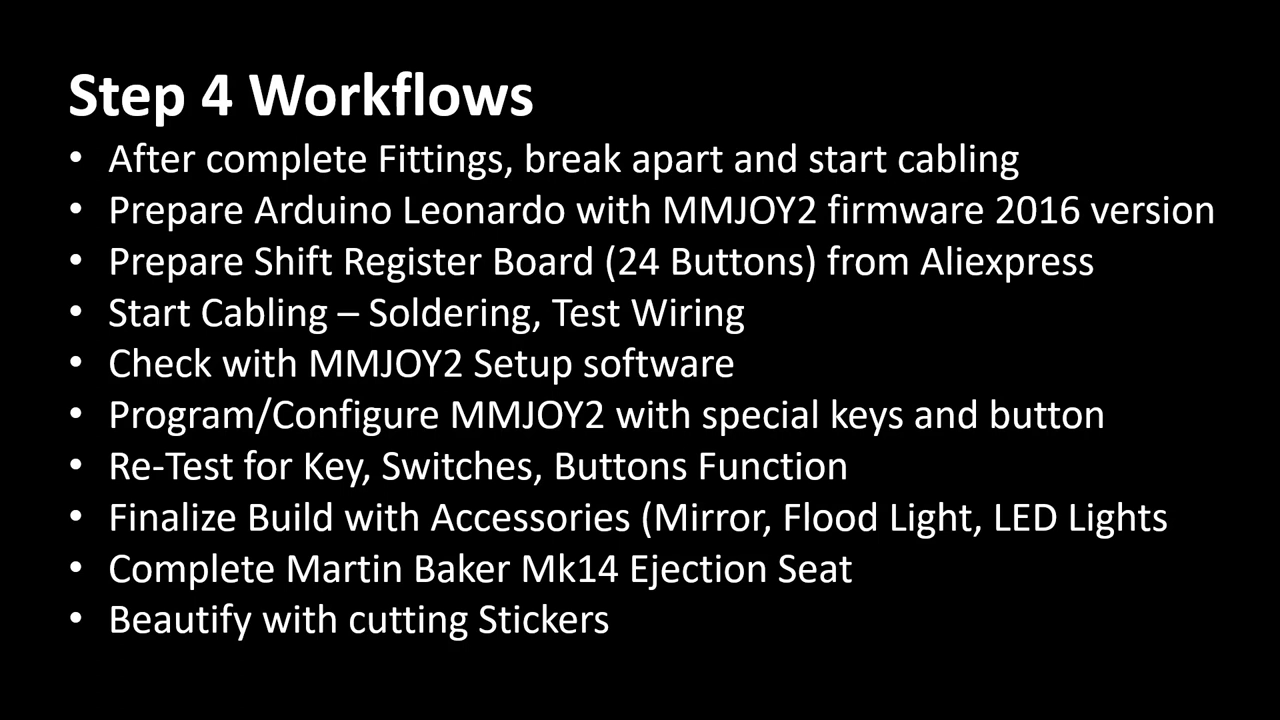 Step 4 Workflows
• After complete Fittings, break apart and start cabling
• Prepare Arduino Leonardo with MMJOY2 firmware 2016 version
• Prepare Shift Register Board (24 Buttons) from Aliexpress
• Start Cabling – Soldering, Test Wiring
• Check with MMJOY2 Setup software
• Program/Configure MMJOY2 with special keys and button
• Re-Test for Key, Switches, Buttons Function
• Finalize Build with Accessories (Mirror, Flood Light, LED Lights
• Complete Martin Baker Mk14 Ejection Seat
• Beautify with cutting Stickers